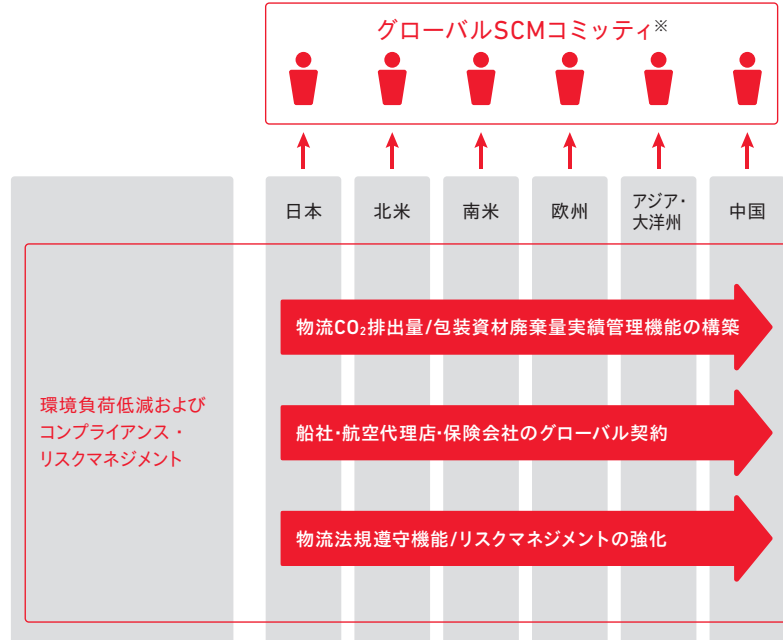 グローバルSCMコミッティ※
日本
北米
南米
欧州
アジア・
大洋州
中国
物流CO₂排出量/包装資材廃棄量実績管理機能の構築
環境負荷低減および
コンプライアンス・
リスクマネジメント
船社・航空代理店・保険会社のグローバル契約
物流法規遵守機能/リスクマネジメントの強化